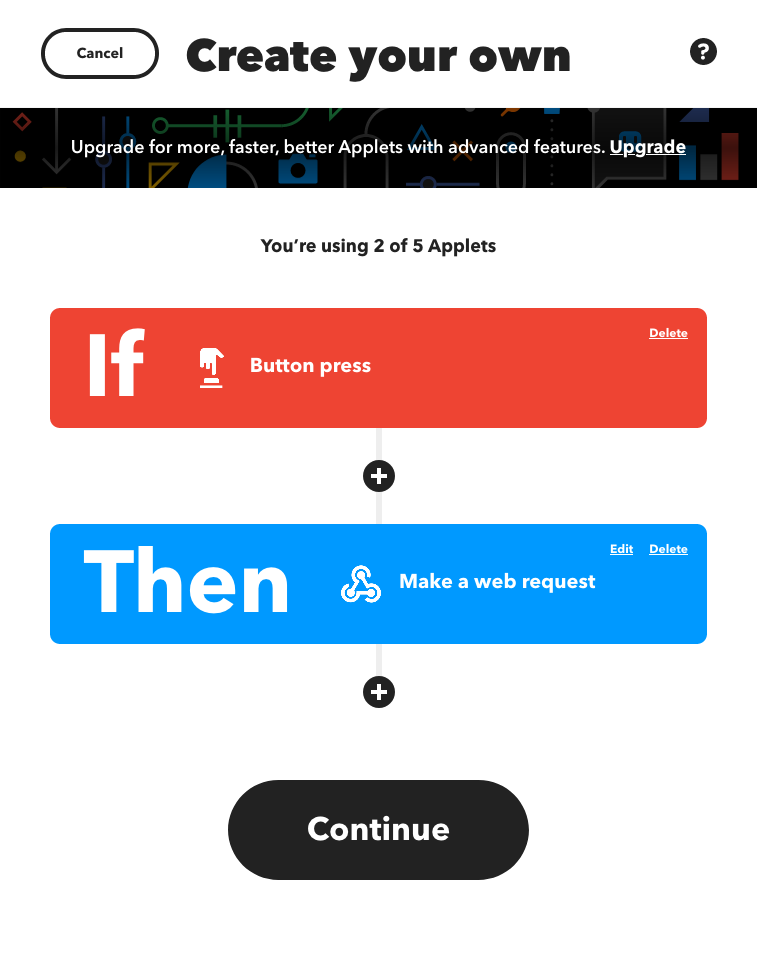 Cancel
Create your own
?
Upgrade for more, faster, better Applets with advanced features. Upgrade
You’re using 2 of 5 Applets
Delete
If
Button press
Edit Delete
Then
Make a web request
Continue